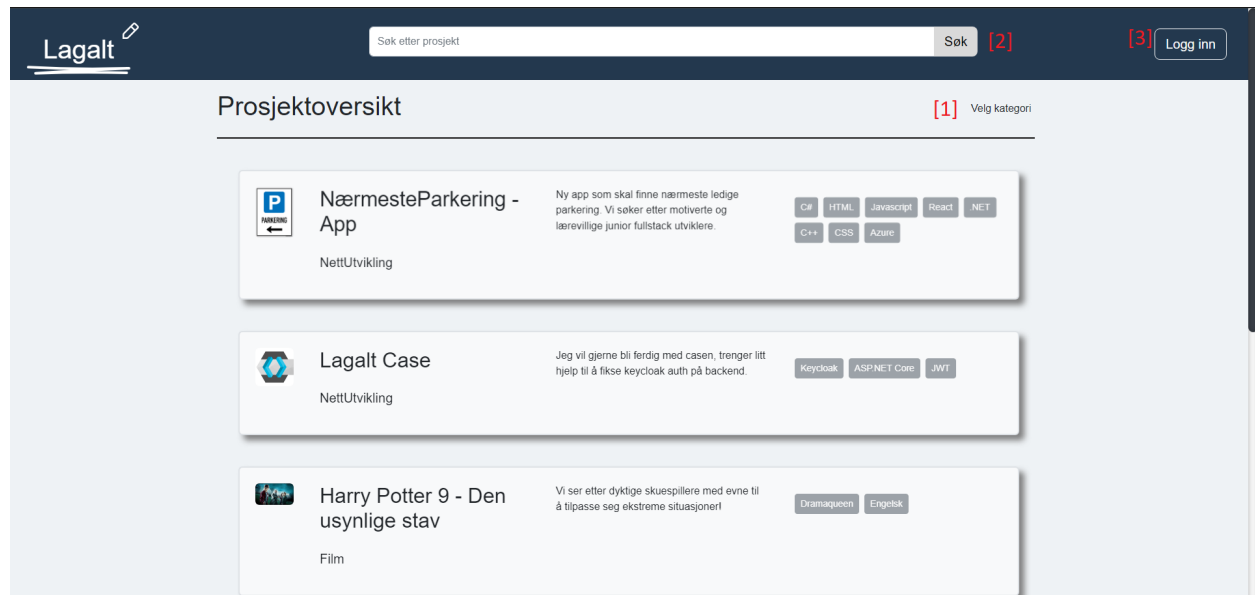 Lagalt
Søk etter prosjekt
Søk
[2]
[3]
Logg inn
Prosjektoversikt
[1]
Velg kategori
P
PARKERING
NærmesteParkering -
App
NettUtvikling
Ny app som skal finne nærmeste ledige
parkering. Vi søker etter motiverte og
lærevillige junior fullstack utviklere.
C# HTML Javascript React .NET
C++ CSS Azure
Lagalt Case
NettUtvikling
Jeg vil gjerne bli ferdig med casen, trenger litt
hjelp til å fikse keycloak auth på backend.
Keycloak ASP.NET Core JWT
Harry Potter 9 - Den
usynlige stav
Film
Vi ser etter dyktige skuespillere med evne til
å tilpasse seg ekstreme situasjoner!
Dramaqueen Engelsk